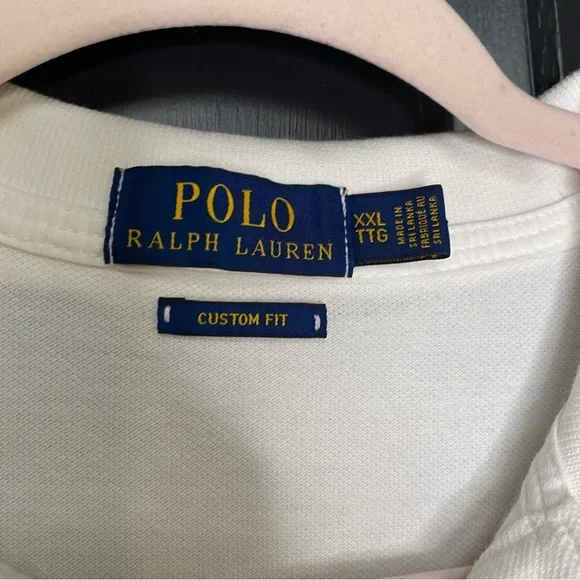 POLO
RALPH LAUREN
XXL
TTG
MADE IN
SRI LANKA
FABRIQUÉ AU
SRI LANKA
CUSTOM FIT